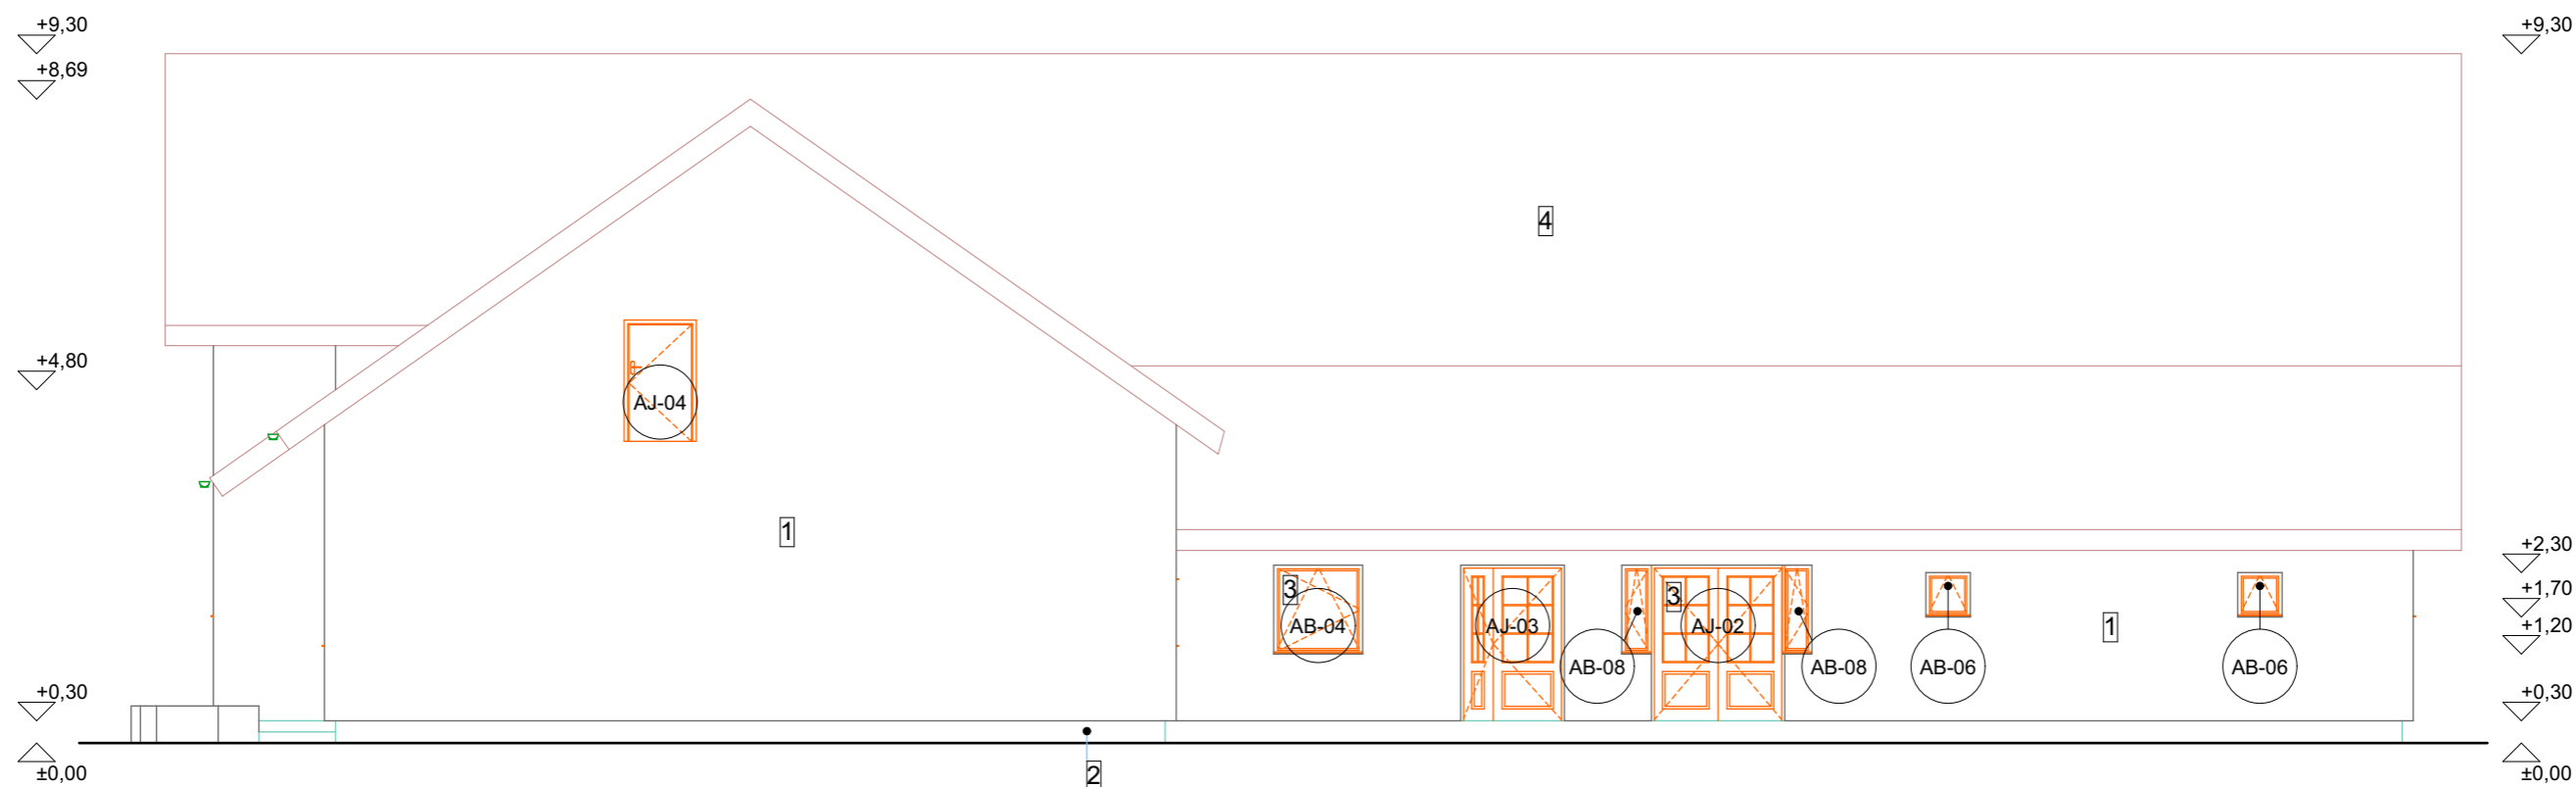 +9,30
+9,30
+8,69
4
+4,80
AJ-04
1
+2,30
3
3
+1,70
AB-04
AJ-03
AJ-02
1
+1,20
AB-08
AB-08
AB-06
AB-06
+0,30
+0,30
±0,00
2
±0,00